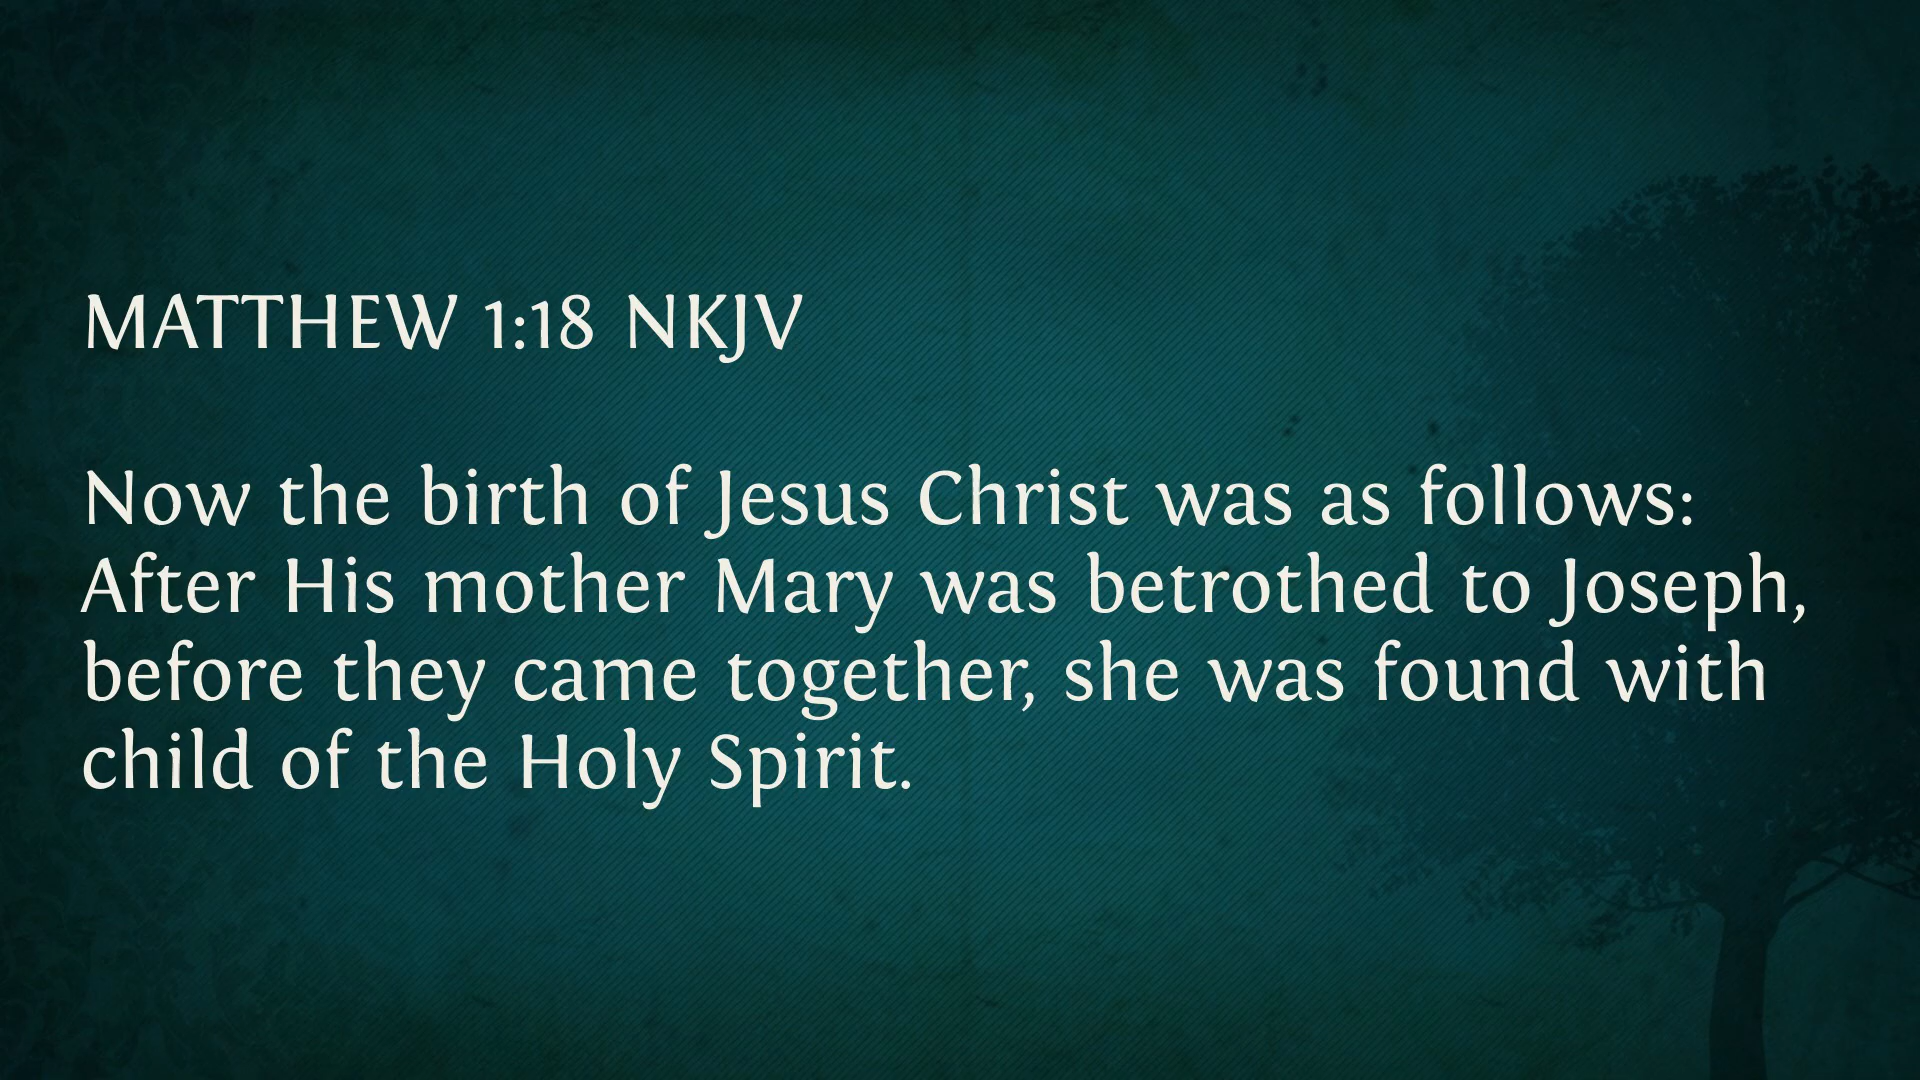 MATTHEW 1:18 NKJV
Now the birth of Jesus Christ was as follows:
After His mother Mary was betrothed to Joseph,
before they came together, she was found with
child of the Holy Spirit.